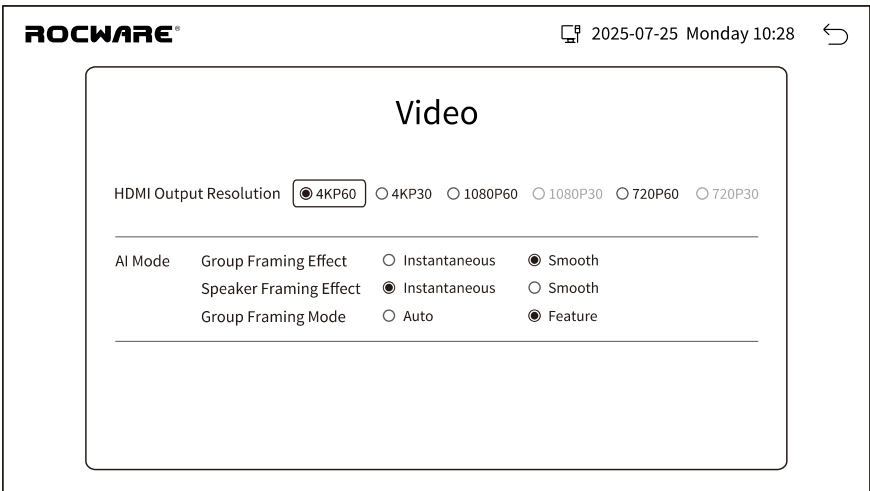 ROCWARE® 2025-07-25 Monday 10:28
Video
HDMI Output Resolution 4KP60 4KP30 1080P60 1080P30 720P60 720P30
AI Mode Group Framing Effect Instantaneous Smooth
Speaker Framing Effect Instantaneous Smooth
Group Framing Mode Auto Feature